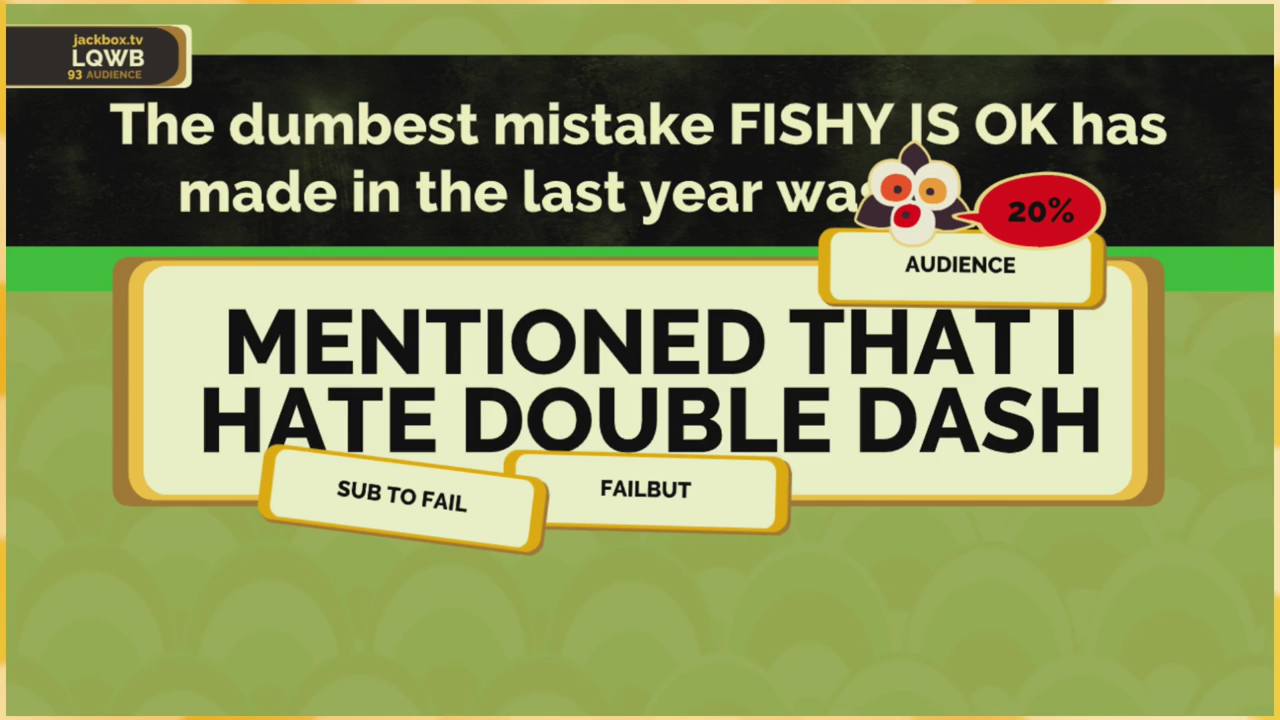 jackbox.tv
LQWB
93 AUDIENCE
The dumbest mistake FISHY IS OK has
made in the last year wa
20%
AUDIENCE
MENTIONED THAT I
HATE DOUBLE DASH
SUB TO FAIL
FAILBUT